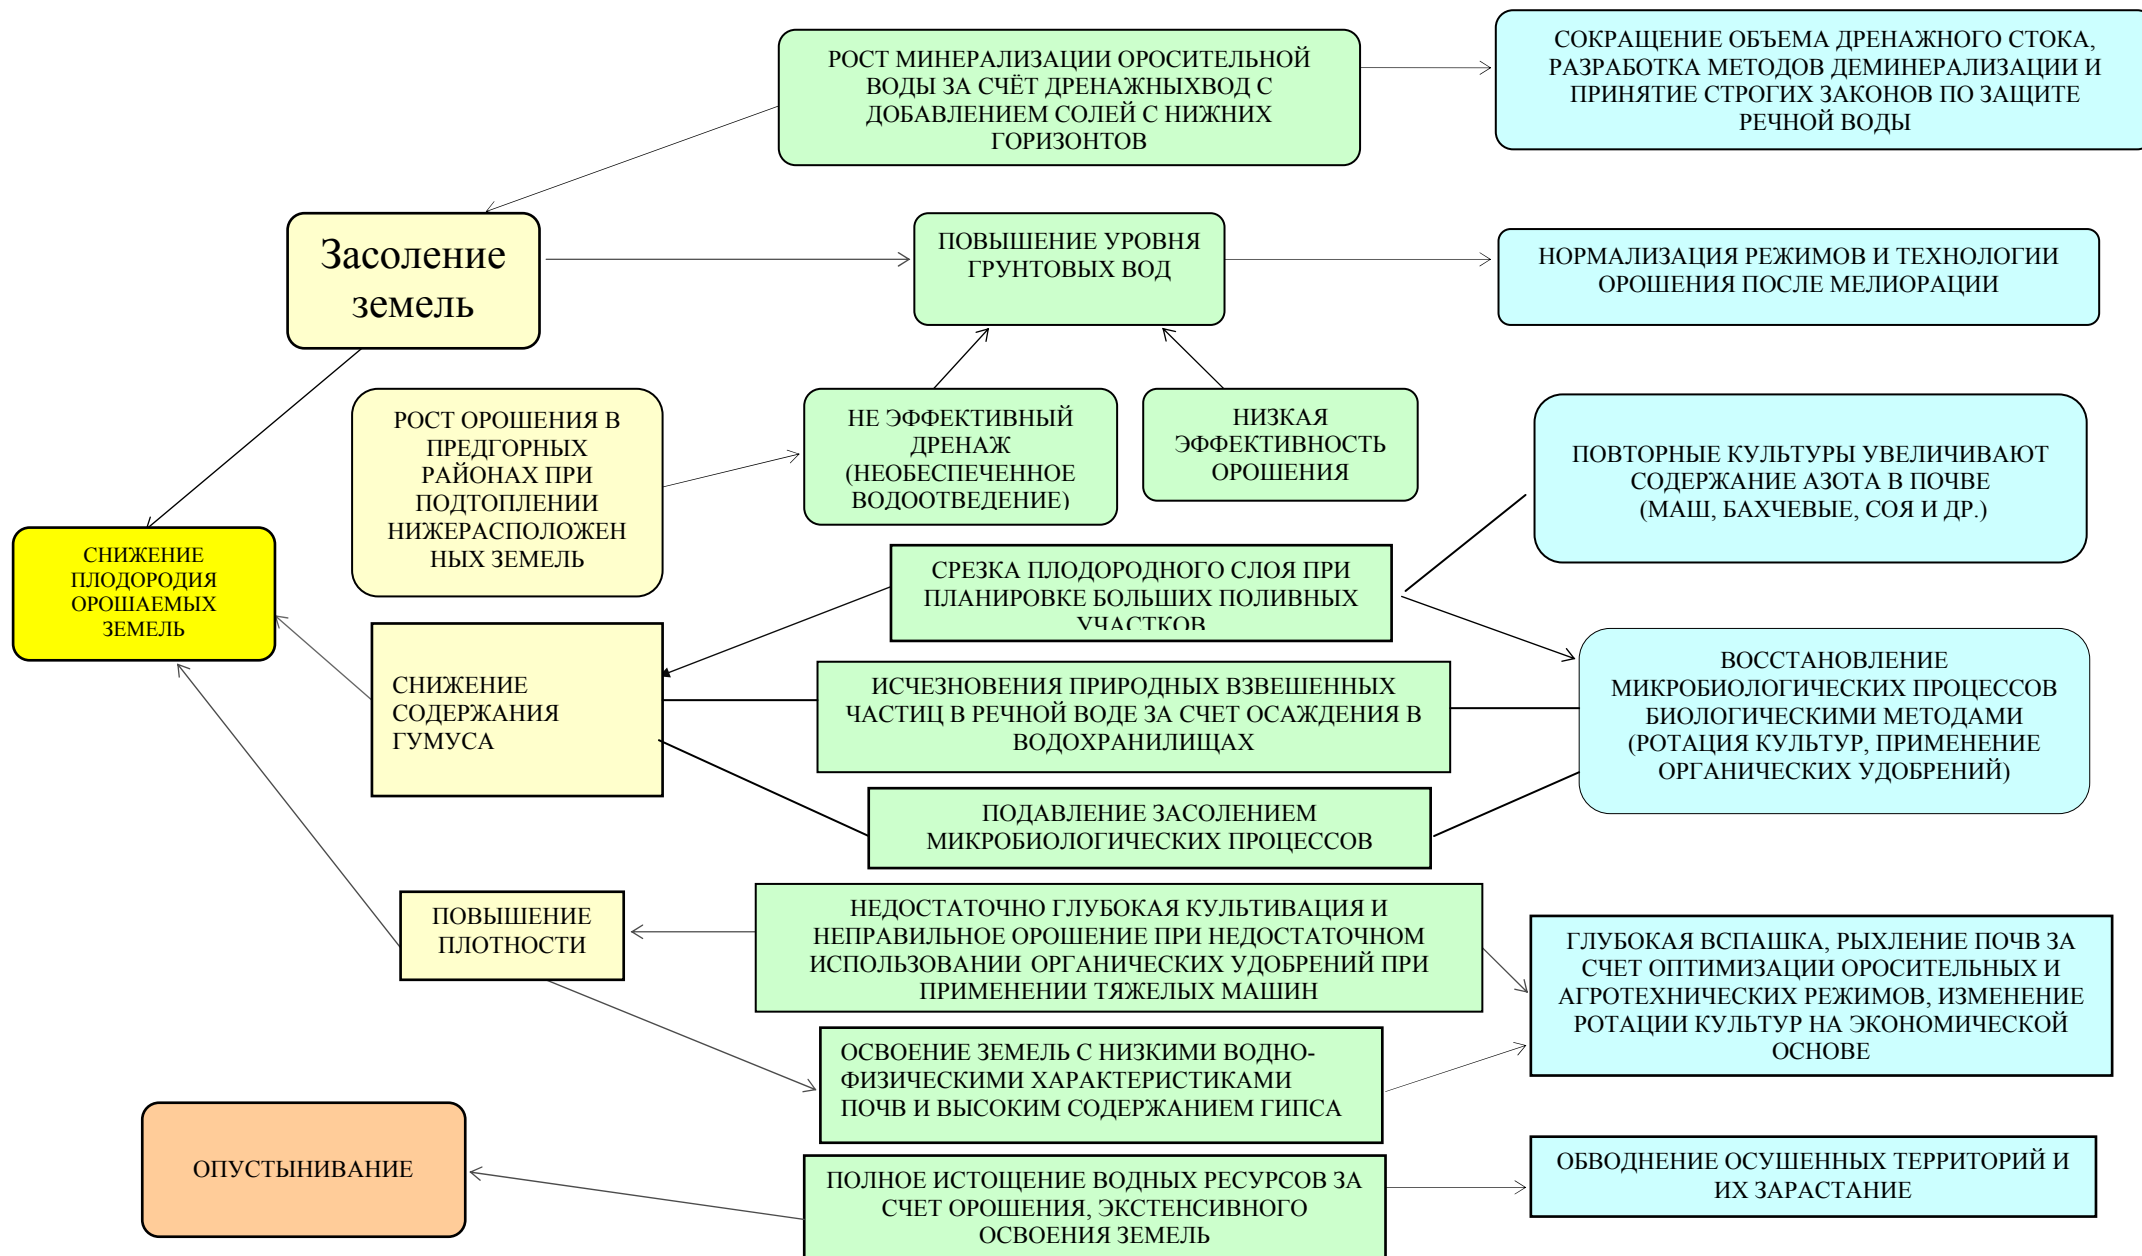 РОСТ МИНЕРАЛИЗАЦИИ ОРОСИТЕЛЬНОЙ
ВОДЫ ЗА СЧЁТ ДРЕНАЖНЫХВОД С
ДОБАВЛЕНИЕМ СОЛЕЙ С НИЖНИХ
ГОРИЗОНТОВ
СОКРАЩЕНИЕ ОБЪЕМА ДРЕНАЖНОГО СТОКА,
РАЗРАБОТКА МЕТОДОВ ДЕМИНЕРАЛИЗАЦИИ И
ПРИНЯТИЕ СТРОГИХ ЗАКОНОВ ПО ЗАЩИТЕ
РЕЧНОЙ ВОДЫ
Засоление
земель
ПОВЫШЕНИЕ УРОВНЯ
ГРУНТОВЫХ ВОД
НОРМАЛИЗАЦИЯ РЕЖИМОВ И ТЕХНОЛОГИИ
ОРОШЕНИЯ ПОСЛЕ МЕЛИОРАЦИИ
РОСТ ОРОШЕНИЯ В
ПРЕДГОРНЫХ
РАЙОНАХ ПРИ
ПОДТОПЛЕНИИ
НИЖЕРАСПОЛОЖЕН
НЫХ ЗЕМЕЛЬ
НЕ ЭФФЕКТИВНЫЙ
ДРЕНАЖ
(НЕОБЕСПЕЧЕННОЕ
ВОДООТВЕДЕНИЕ)
НИЗКАЯ
ЭФФЕКТИВНОСТЬ
ОРОШЕНИЯ
ПОВТОРНЫЕ КУЛЬТУРЫ УВЕЛИЧИВАЮТ
СОДЕРЖАНИЕ АЗОТА В ПОЧВЕ
(МАШ, БАХЧЕВЫЕ, СОЯ И ДР.)
СНИЖЕНИЕ
ПЛОДОРОДИЯ
ОРОШАЕМЫХ
ЗЕМЕЛЬ
СРЕЗКА ПЛОДОРОДНОГО СЛОЯ ПРИ
ПЛАНИРОВКЕ БОЛЬШИХ ПОЛИВНЫХ
УЧАСТКОВ
СНИЖЕНИЕ
СОДЕРЖАНИЯ
ГУМУСА
ИСЧЕЗНОВЕНИЯ ПРИРОДНЫХ ВЗВЕШЕННЫХ
ЧАСТИЦ В РЕЧНОЙ ВОДЕ ЗА СЧЕТ ОСАЖДЕНИЯ В
ВОДОХРАНИЛИЩАХ
ВОССТАНОВЛЕНИЕ
МИКРОБИОЛОГИЧЕСКИХ ПРОЦЕССОВ
БИОЛОГИЧЕСКИМИ МЕТОДАМИ
(РОТАЦИЯ КУЛЬТУР, ПРИМЕНЕНИЕ
ОРГАНИЧЕСКИХ УДОБРЕНИЙ)
ПОДАВЛЕНИЕ ЗАСОЛЕНИЕМ
МИКРОБИОЛОГИЧЕСКИХ ПРОЦЕССОВ
ПОВЫШЕНИЕ
ПЛОТНОСТИ
НЕДОСТАТОЧНО ГЛУБОКАЯ КУЛЬТИВАЦИЯ И
НЕПРАВИЛЬНОЕ ОРОШЕНИЕ ПРИ НЕДОСТАТОЧНОМ
ИСПОЛЬЗОВАНИИ ОРГАНИЧЕСКИХ УДОБРЕНИЙ ПРИ
ПРИМЕНЕНИИ ТЯЖЕЛЫХ МАШИН
ГЛУБОКАЯ ВСПАШКА, РЫХЛЕНИЕ ПОЧВ ЗА
СЧЕТ ОПТИМИЗАЦИИ ОРОСИТЕЛЬНЫХ И
АГРОТЕХНИЧЕСКИХ РЕЖИМОВ, ИЗМЕНЕНИЕ
РОТАЦИИ КУЛЬТУР НА ЭКОНОМИЧЕСКОЙ
ОСНОВЕ
ОСВОЕНИЕ ЗЕМЕЛЬ С НИЗКИМИ ВОДНО-
ФИЗИЧЕСКИМИ ХАРАКТЕРИСТИКАМИ
ПОЧВ И ВЫСОКИМ СОДЕРЖАНИЕМ ГИПСА
ОПУСТЫНИВАНИЕ
ПОЛНОЕ ИСТОЩЕНИЕ ВОДНЫХ РЕСУРСОВ ЗА
СЧЕТ ОРОШЕНИЯ, ЭКСТЕНСИВНОГО
ОСВОЕНИЯ ЗЕМЕЛЬ
ОБВОДНЕНИЕ ОСУШЕННЫХ ТЕРРИТОРИЙ И
ИХ ЗАРАСТАНИЕ